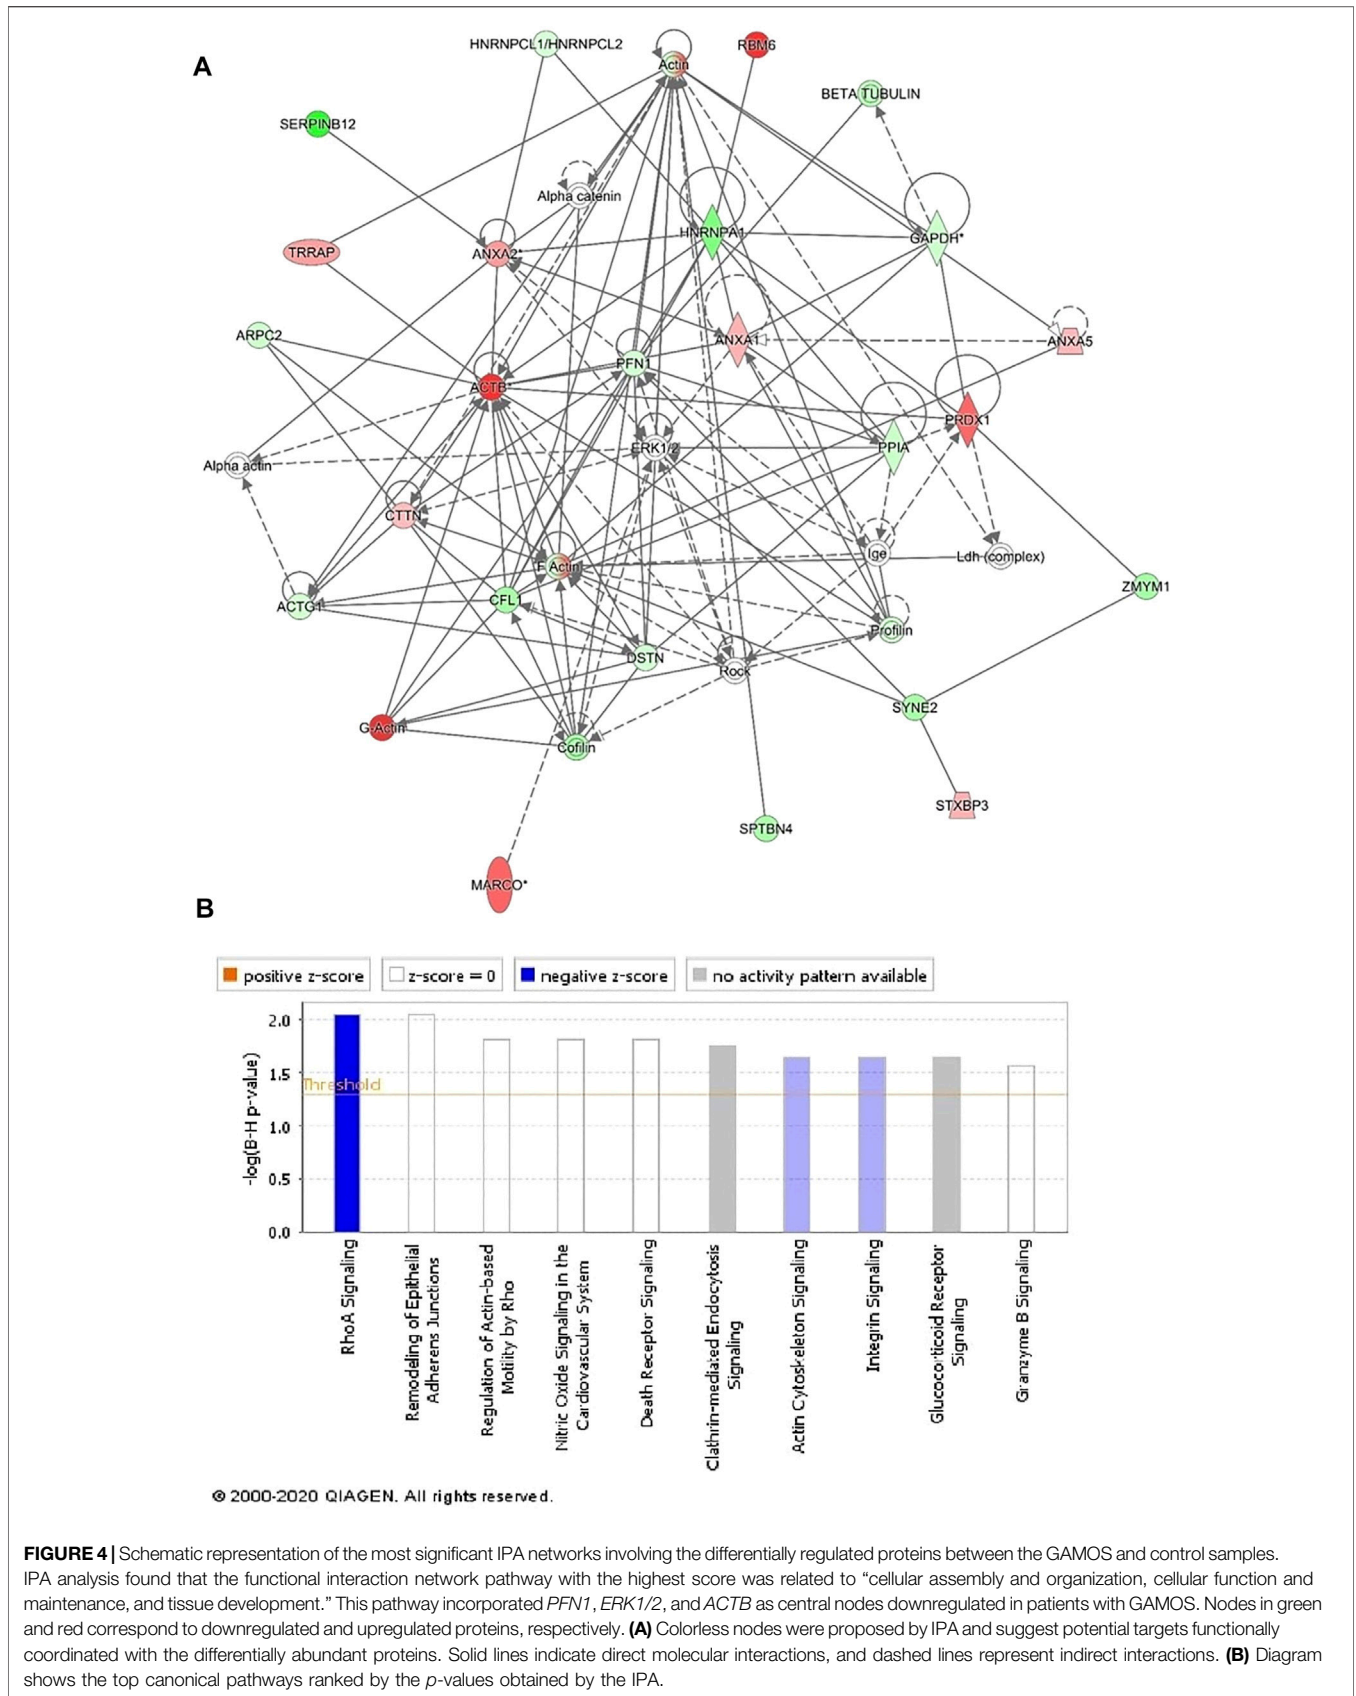 A
HNRNPCL1/HNRNPCL2
Actin
RBM6
BETA TUBULIN
SERPINB12
Alpha catenin
HNRNPA1
GAPDH*
TRRAP
ANXA2*
ARPC2
ANXA1
ANXA5
PFN1
ACTB*
PRDX1
ERK1/2
PPIA
Alpha actin
CTTN
Ige
Ldh (complex)
F Actin
ZMYM1
CFL1
ACTG1
Profilin
DSTN
Rock
SYNE2
G-Actin
Cofilin
STXBP3
SPTBN4
MARCO*
B
positive z-score
z-score = 0
negative z-score
no activity pattern available
-log(B-H p-value)
2.0
1.5
Threshold
1.0
0.5
0.0
RhoA Signaling
Remodeling of Epithelial
Adherens Junctions
Regulation of Actin-based
Motility by Rho
Nitric Oxide Signaling in the
Cardiovascular System
Death Receptor Signaling
Clathrin-mediated Endocytosis
Signaling
Actin Cytoskeleton Signaling
Integrin Signaling
Glucocorticoid Receptor
Signaling
Granzyme B Signaling
© 2000-2020 QIAGEN. All rights reserved.
FIGURE 4 | Schematic representation of the most significant IPA networks involving the differentially regulated proteins between the GAMOS and control samples.
IPA analysis found that the functional interaction network pathway with the highest score was related to “cellular assembly and organization, cellular function and
maintenance, and tissue development.” This pathway incorporated PFN1, ERK1/2, and ACTB as central nodes downregulated in patients with GAMOS. Nodes in green
and red correspond to downregulated and upregulated proteins, respectively. (A) Colorless nodes were proposed by IPA and suggest potential targets functionally
coordinated with the differentially abundant proteins. Solid lines indicate direct molecular interactions, and dashed lines represent indirect interactions. (B) Diagram
shows the top canonical pathways ranked by the p-values obtained by the IPA.